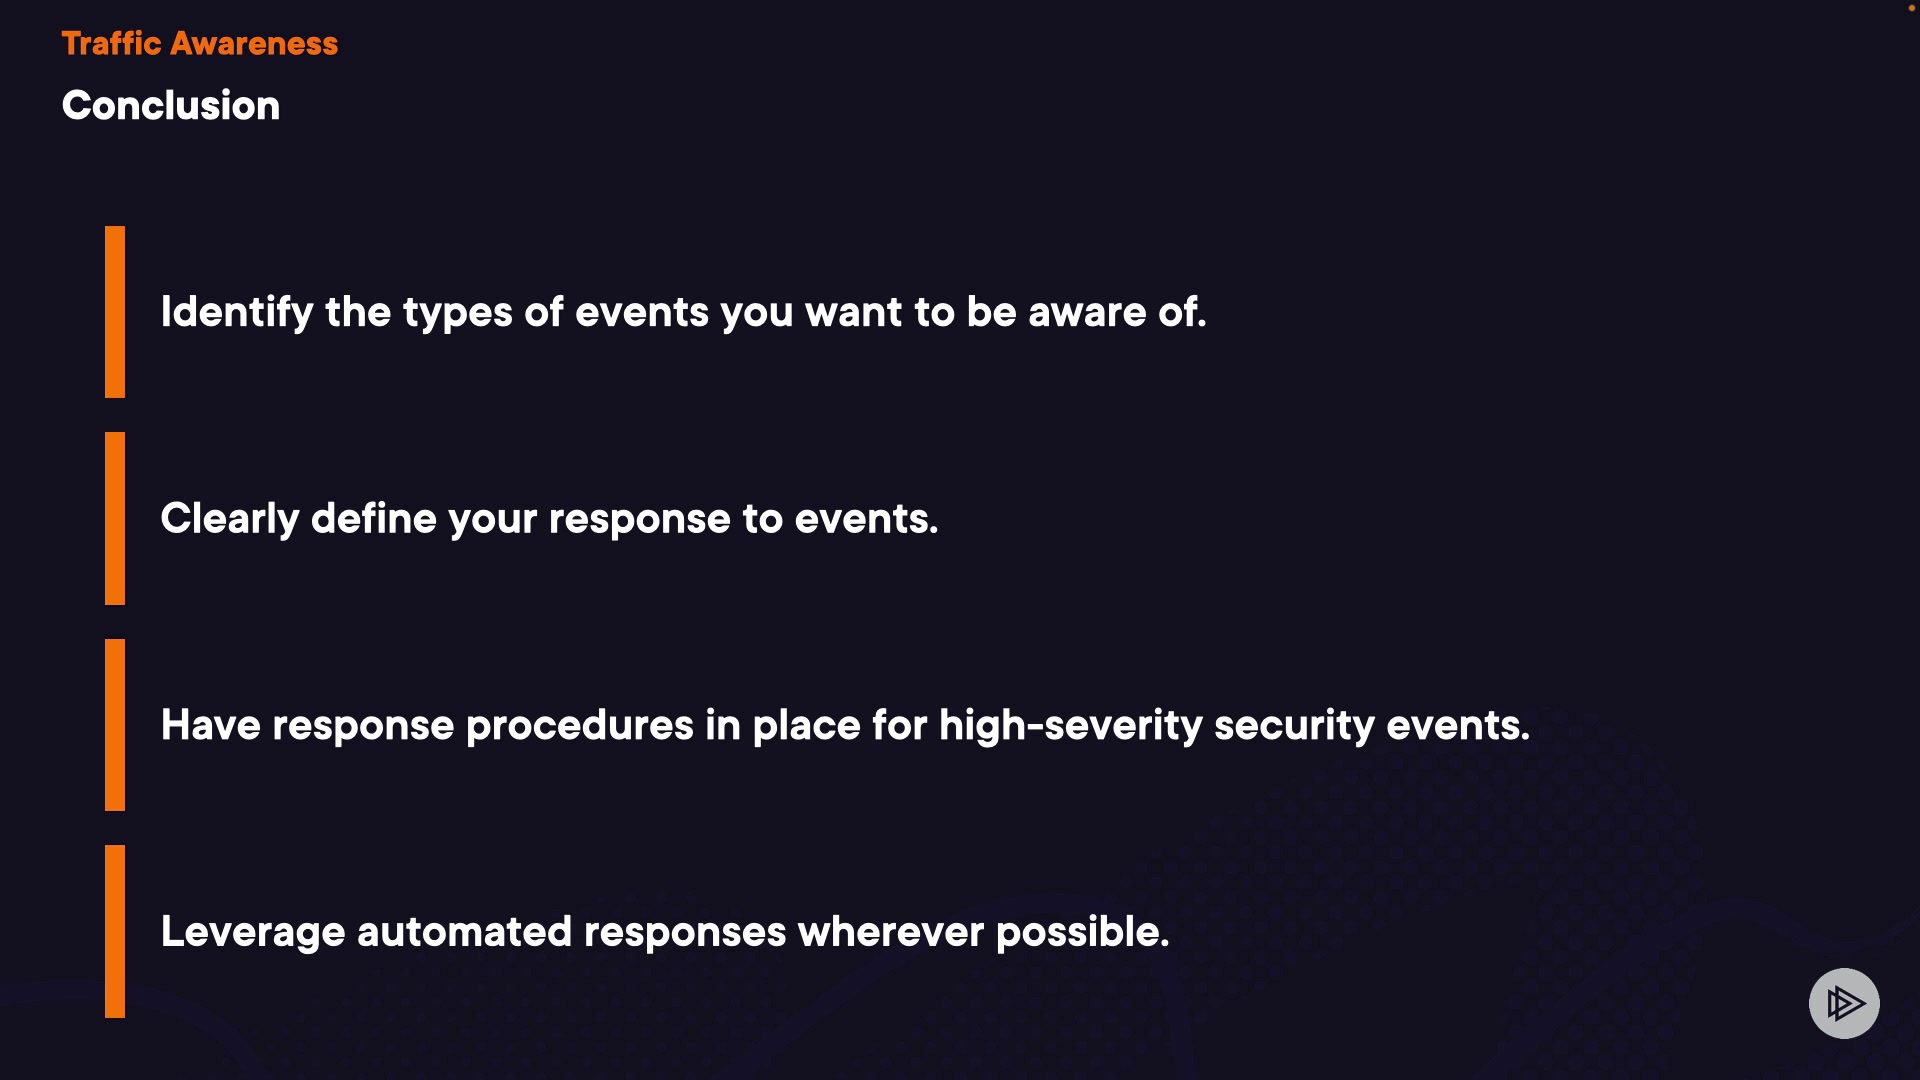 Traffic Awareness
Conclusion
Identify the types of events you want to be aware of.
Clearly define your response to events.
Have response procedures in place for high-severity security events.
Leverage automated responses wherever possible.